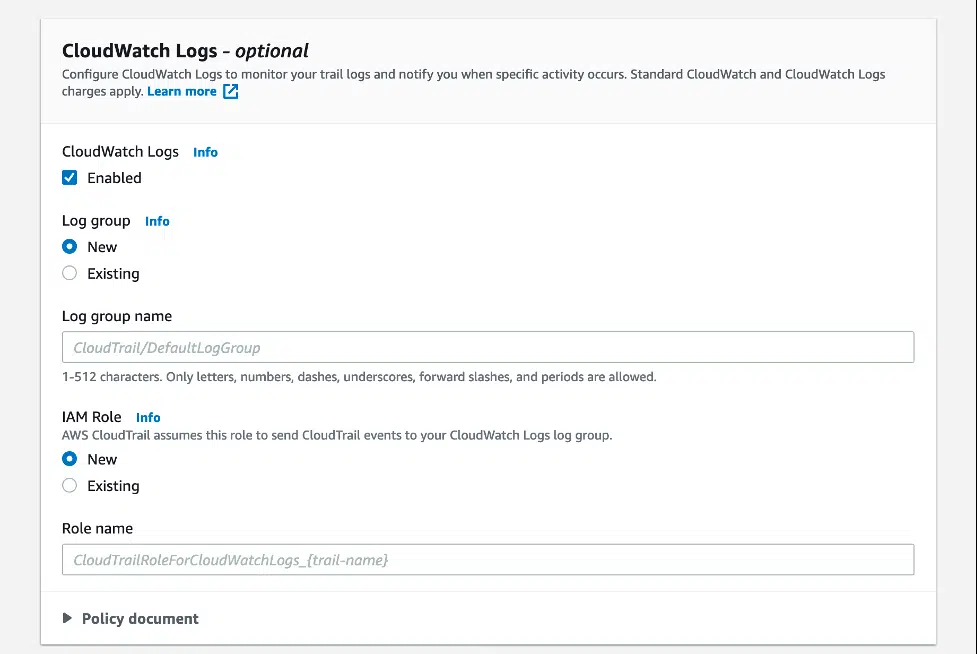 CloudWatch Logs - optional
Configure CloudWatch Logs to monitor your trail logs and notify you when specific activity occurs. Standard CloudWatch and CloudWatch Logs
charges apply. Learn more
CloudWatch Logs Info
Enabled
Log group Info
New
Existing
Log group name
CloudTrail/DefaultLogGroup
1-512 characters. Only letters, numbers, dashes, underscores, forward slashes, and periods are allowed.
IAM Role Info
AWS CloudTrail assumes this role to send CloudTrail events to your CloudWatch Logs log group.
New
Existing
Role name
CloudTrailRoleForCloudWatchLogs_{trail-name}
Policy document